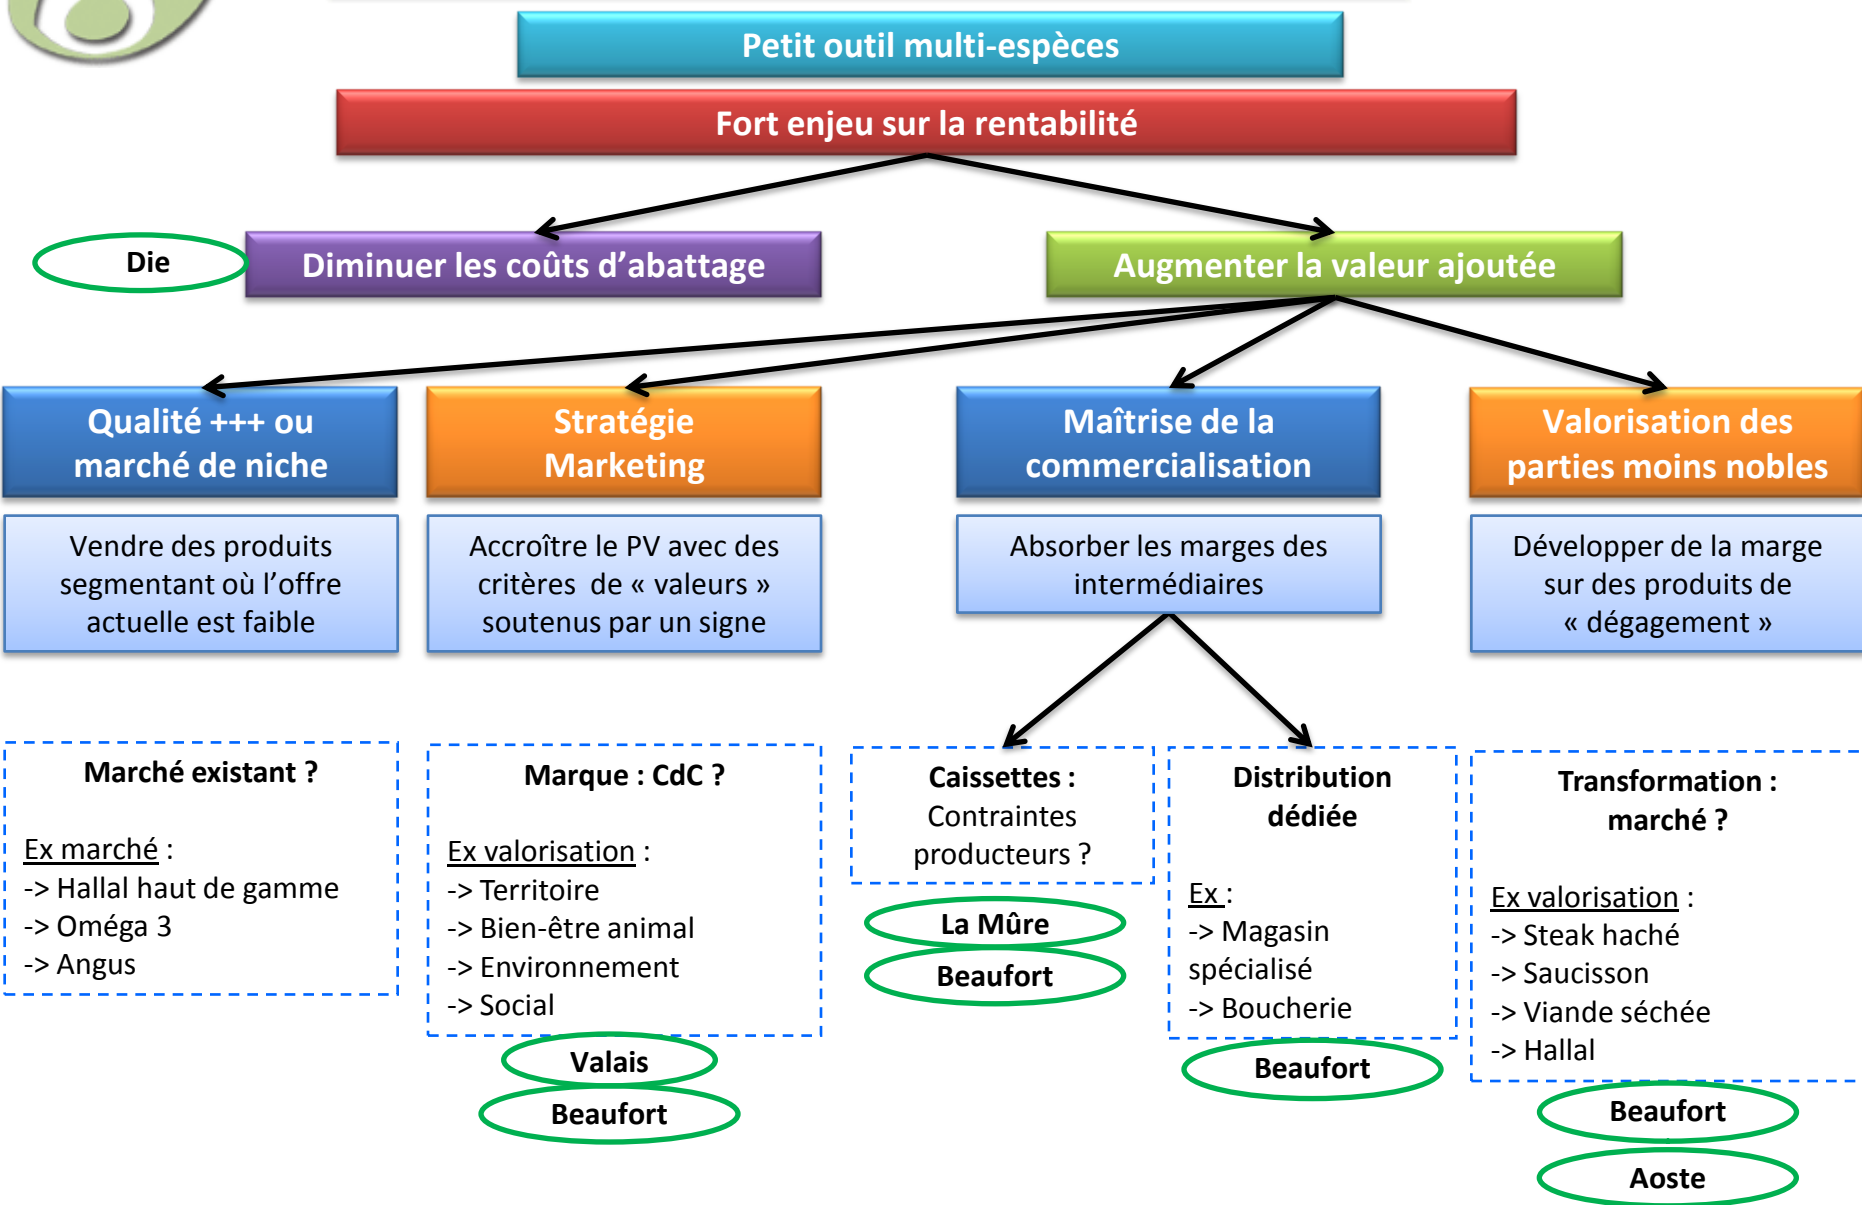 Petit outil multi-espèces
Fort enjeu sur la rentabilité
Die
Diminuer les coûts d’abattage
Augmenter la valeur ajoutée
Qualité +++ ou
marché de niche
Stratégie
Marketing
Maîtrise de la
commercialisation
Valorisation des
parties moins nobles
Vendre des produits
segmentant où l’offre
actuelle est faible
Accroître le PV avec des
critères de « valeurs »
soutenus par un signe
Absorber les marges des
intermédiaires
Développer de la marge
sur des produits de
« dégagement »
Marché existant ?
Ex marché :
-> Hallal haut de gamme
-> Oméga 3
-> Angus
Marque : CdC ?
Ex valorisation :
-> Territoire
-> Bien-être animal
-> Environnement
-> Social
Valais
Beaufort
Caissettes :
Contraintes
producteurs ?
La Mûre
Beaufort
Distribution
dédiée
Ex :
-> Magasin
spécialisé
-> Boucherie
Beaufort
Transformation :
marché ?
Ex valorisation :
-> Steak haché
-> Saucisson
-> Viande séchée
-> Hallal
Beaufort
Aoste